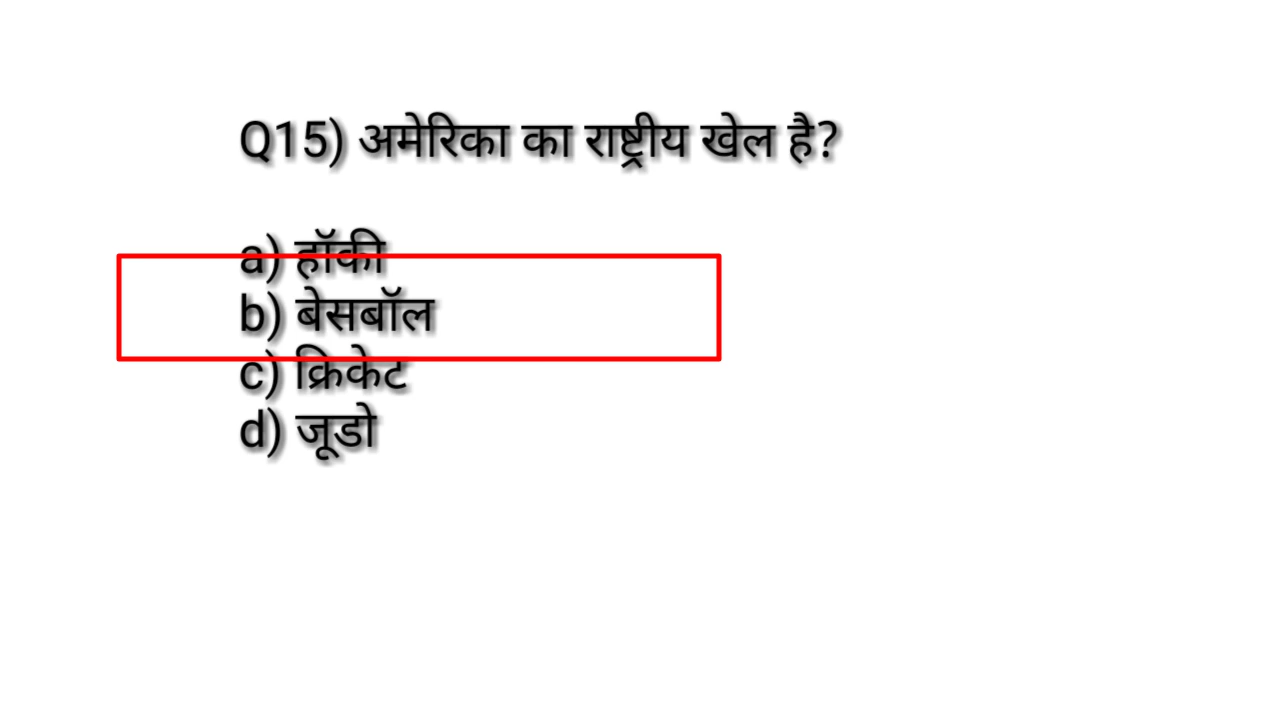 Q15) अमेरिका का राष्ट्रीय खेल है?
a) हॉकी
b) बेसबॉल
c) क्रिकेट
d) जूडो